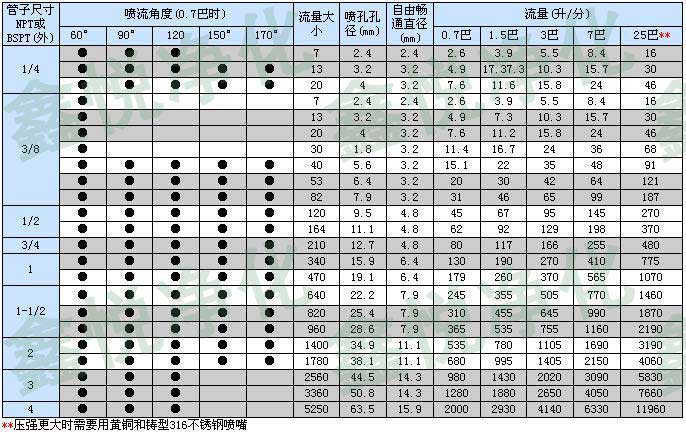 管子尺寸 NPT或 BSPT(外) 喷流角度(0.7巴时) 流量大小 喷孔孔径(mm) 自由畅通直径(mm) 流量(升/分)
60° 90° 120 150° 170° 0.7巴 1.5巴 3巴 7巴 25巴**
1/4 ● ● ● 7 2.4 2.4 2.6 3.9 5.5 8.4 16
● ● ● ● ● 13 3.2 3.2 4.9 17.37.3 10.3 15.7 30
● ● ● ● ● 20 4 3.2 7.6 11.6 15.8 24 46
3/8 ● 7 2.4 2.4 2.6 3.9 5.5 8.4 16
● 13 3.2 3.2 4.9 7.3 10.3 15.7 30
● 20 4 3.2 7.6 11.2 15.8 24 46
● 30 1.8 3.2 11.4 16.7 24 36 68
● ● ● ● ● 40 5.6 3.2 15.1 22 35 48 91
● ● ● ● ● 53 6.4 3.2 20 30 42 64 121
● ● ● ● ● 82 7.9 3.2 31 46 65 99 187
1/2 ● ● ● ● ● 120 9.5 4.8 45 67 95 145 270
● ● ● ● ● 164 11.1 4.8 62 92 129 198 370
3/4 ● ● ● ● ● 210 12.7 4.8 80 117 166 255 480
1 ● ● ● ● ● 340 15.9 6.4 130 190 270 410 775
● ● ● ● ● 470 19.1 6.4 179 260 370 565 1070
1-1/2 ● ● ● ● ● 640 22.2 7.9 245 355 505 770 1460
● ● ● ● ● 820 25.4 7.9 310 455 645 990 1870
● ● ● ● ● 960 28.6 7.9 365 535 755 1160 2190
2 ● ● ● ● ● 1400 34.9 11.1 535 780 1105 1690 3190
● ● ● ● ● 1780 38.1 11.1 680 995 1405 2150 4060
3 ● ● ● 2560 44.5 14.3 980 1430 2020 3090 5830
● ● ● 3360 50.8 14.3 1280 1880 2650 4050 7660
4 ● ● ● 5250 63.5 15.9 2000 2930 4140 6330 11960
**压强更大时需要用黄铜和铸型316不锈钢喷嘴
鑫悦净化
鑫悦净化
鑫悦净化
鑫悦净化